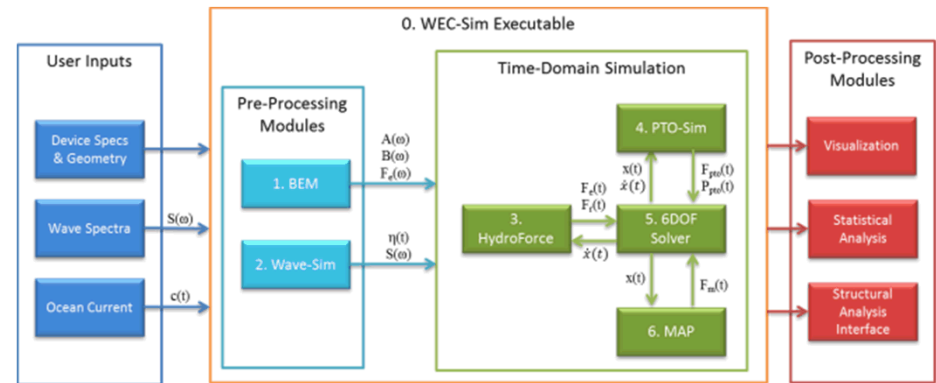 0. WEC-Sim Executable
User Inputs
Device Specs
& Geometry
Wave Spectra
S(ω)
Ocean Current
c(t)
Pre-Processing
Modules
1. BEM
2. Wave-Sim
A(ω)
B(ω)
Fe(ω)
η(t)
S(ω)
Time-Domain Simulation
4. PTO-Sim
x(t)
ẋ(t)
Fpto(t)
Ppto(t)
Fe(t)
Fr(t)
3.
HydroForce
5. 6DOF
Solver
ẋ(t)
x(t)
Fm(t)
6. MAP
Post-Processing
Modules
Visualization
Statistical
Analysis
Structural
Analysis
Interface